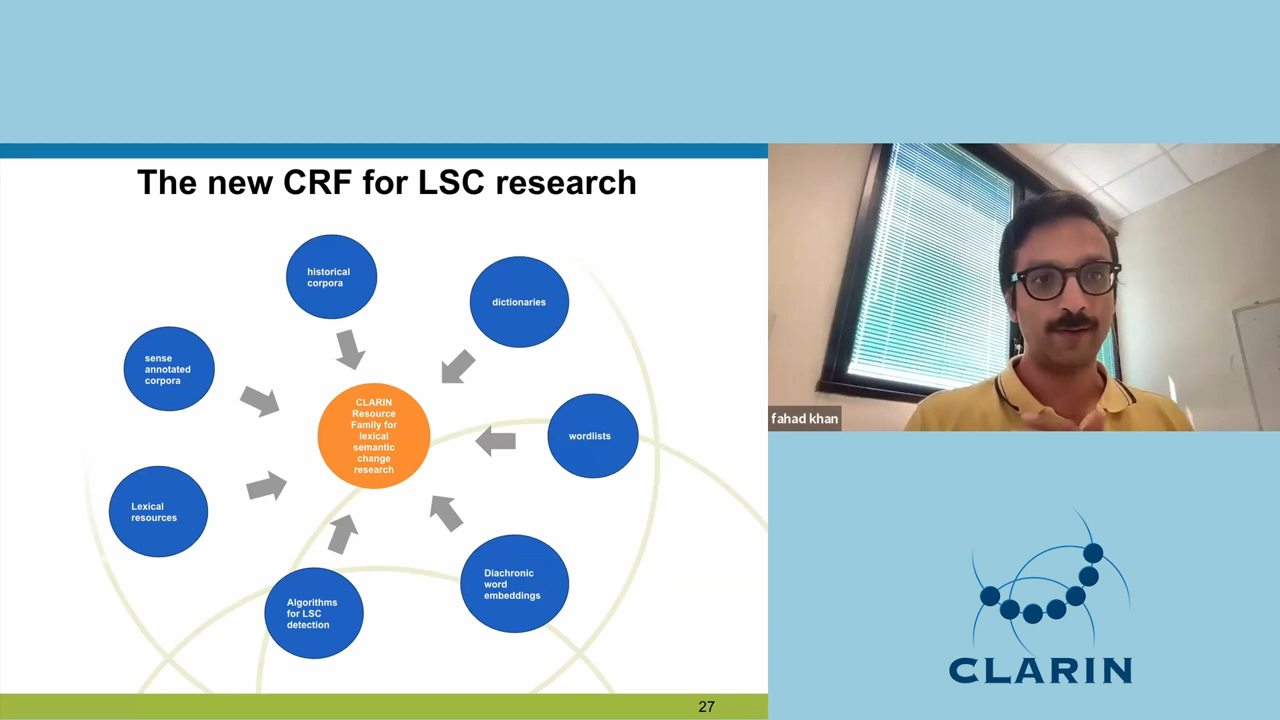 The new CRF for LSC research
historical
corpora
dictionaries
sense
annotated
corpora
CLARIN
Resource
Family for
lexical
semantic
change
research
wordlists
Lexical
resources
Diachronic
word
embeddings
Algorithms
for LSC
detection
27
fahad khan
CLARIN